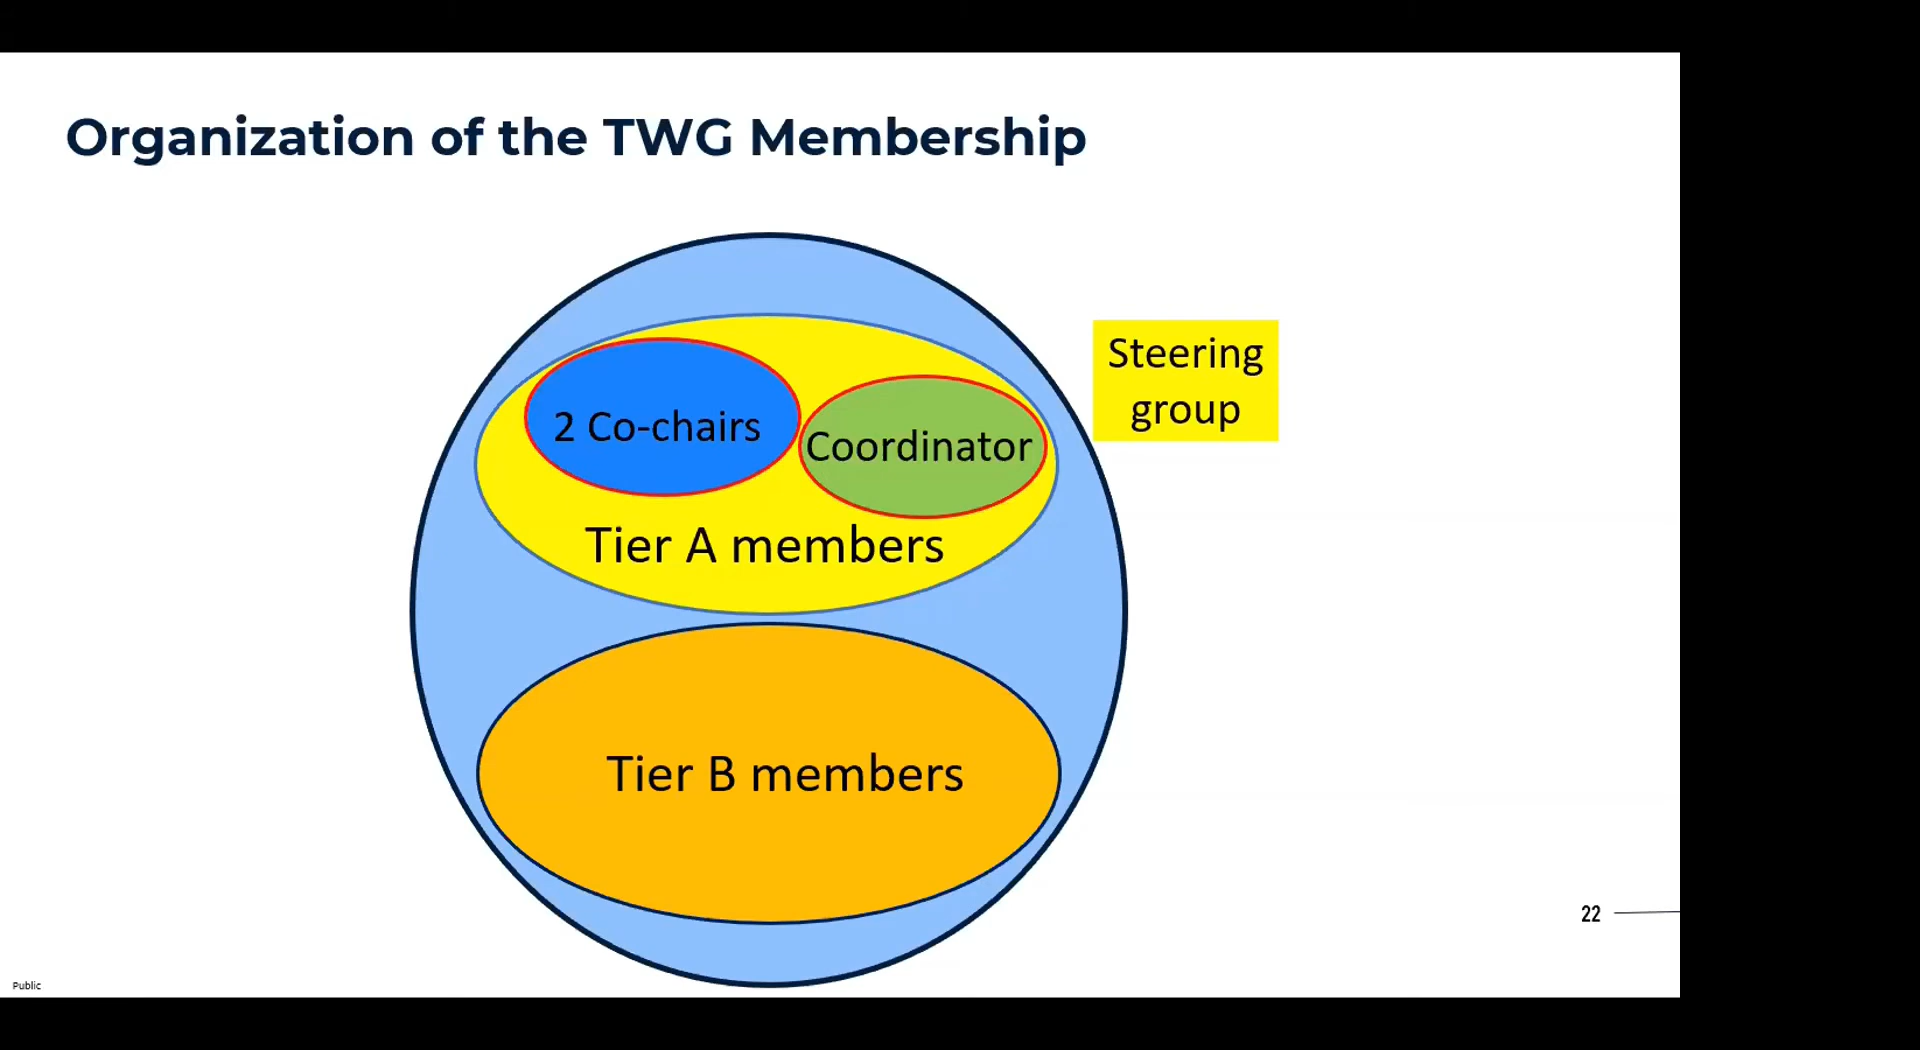 Organization of the TWG Membership
Steering
group
2 Co-chairs
Coordinator
Tier A members
Tier B members
22
Public